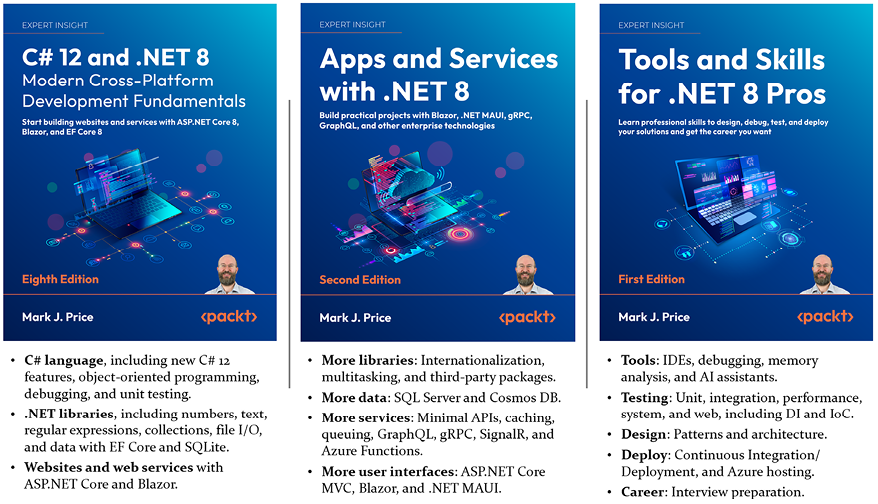 EXPERT INSIGHT
C# 12 and .NET 8
Modern Cross-Platform
Development Fundamentals
Start building websites and services with ASP.NET Core 8,
Blazor, and EF Core 8
Eighth Edition
Mark J. Price
<packt>
• C# language, including new C# 12
features, object-oriented programming,
debugging, and unit testing.
• .NET libraries, including numbers, text,
regular expressions, collections, file I/O,
and data with EF Core and SQLite.
• Websites and web services with
ASP.NET Core and Blazor.
EXPERT INSIGHT
Apps and Services
with .NET 8
Build practical projects with Blazor, .NET MAUI, gRPC,
GraphQL, and other enterprise technologies
Second Edition
Mark J. Price
<packt>
• More libraries: Internationalization,
multitasking, and third-party packages.
• More data: SQL Server and Cosmos DB.
• More services: Minimal APIs, caching,
queuing, GraphQL, gRPC, SignalR, and
Azure Functions.
• More user interfaces: ASP.NET Core
MVC, Blazor, and .NET MAUI.
EXPERT INSIGHT
Tools and Skills
for .NET 8 Pros
Learn professional skills to design, debug, test, and deploy
your solutions and get the career you want
First Edition
Mark J. Price
<packt>
• Tools: IDEs, debugging, memory
analysis, and AI assistants.
• Testing: Unit, integration, performance,
system, and web, including DI and IoC.
• Design: Patterns and architecture.
• Deploy: Continuous Integration/
Deployment, and Azure hosting.
• Career: Interview preparation.